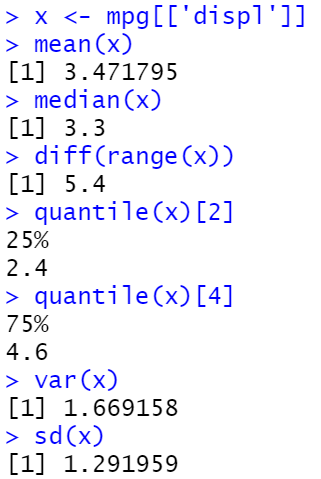 > x <- mpg[['displ']]
> mean(x)
[1] 3.471795
> median(x)
[1] 3.3
> diff(range(x))
[1] 5.4
> quantile(x)[2]
25%
2.4
> quantile(x)[4]
75%
4.6
> var(x)
[1] 1.669158
> sd(x)
[1] 1.291959